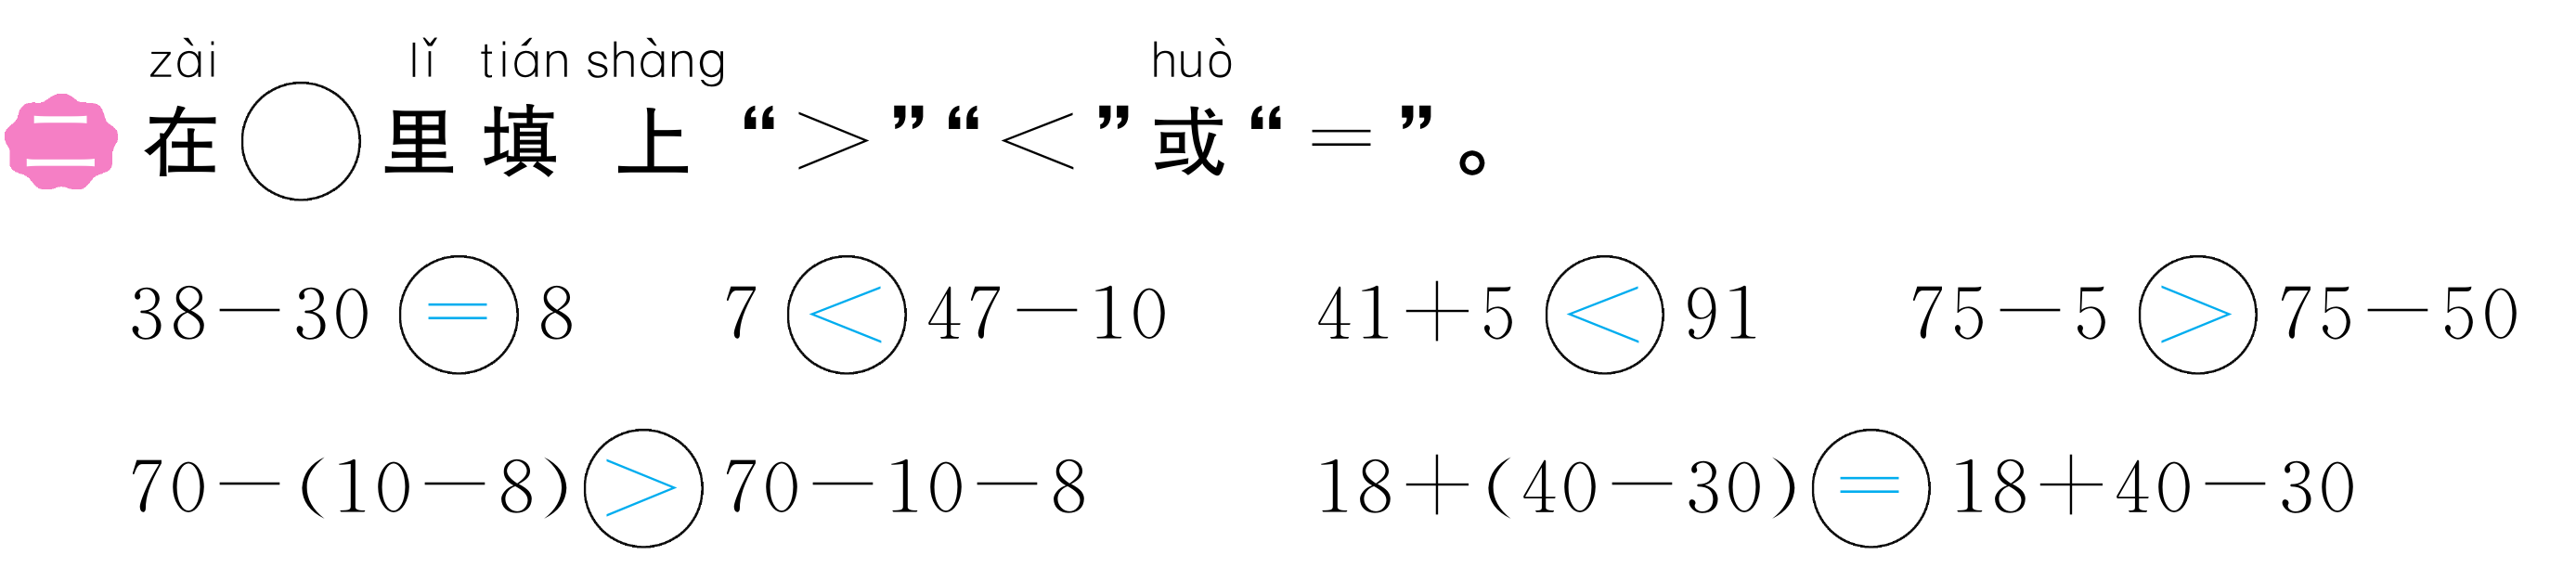 zài lǐ tián shàng huò
二 在○里填上“>”“<”或“=”。
38-30 = 8 7 < 47-10 41+5 < 91 75-5 > 75-50
70-(10-8) > 70-10-8 18+(40-30) = 18+40-30